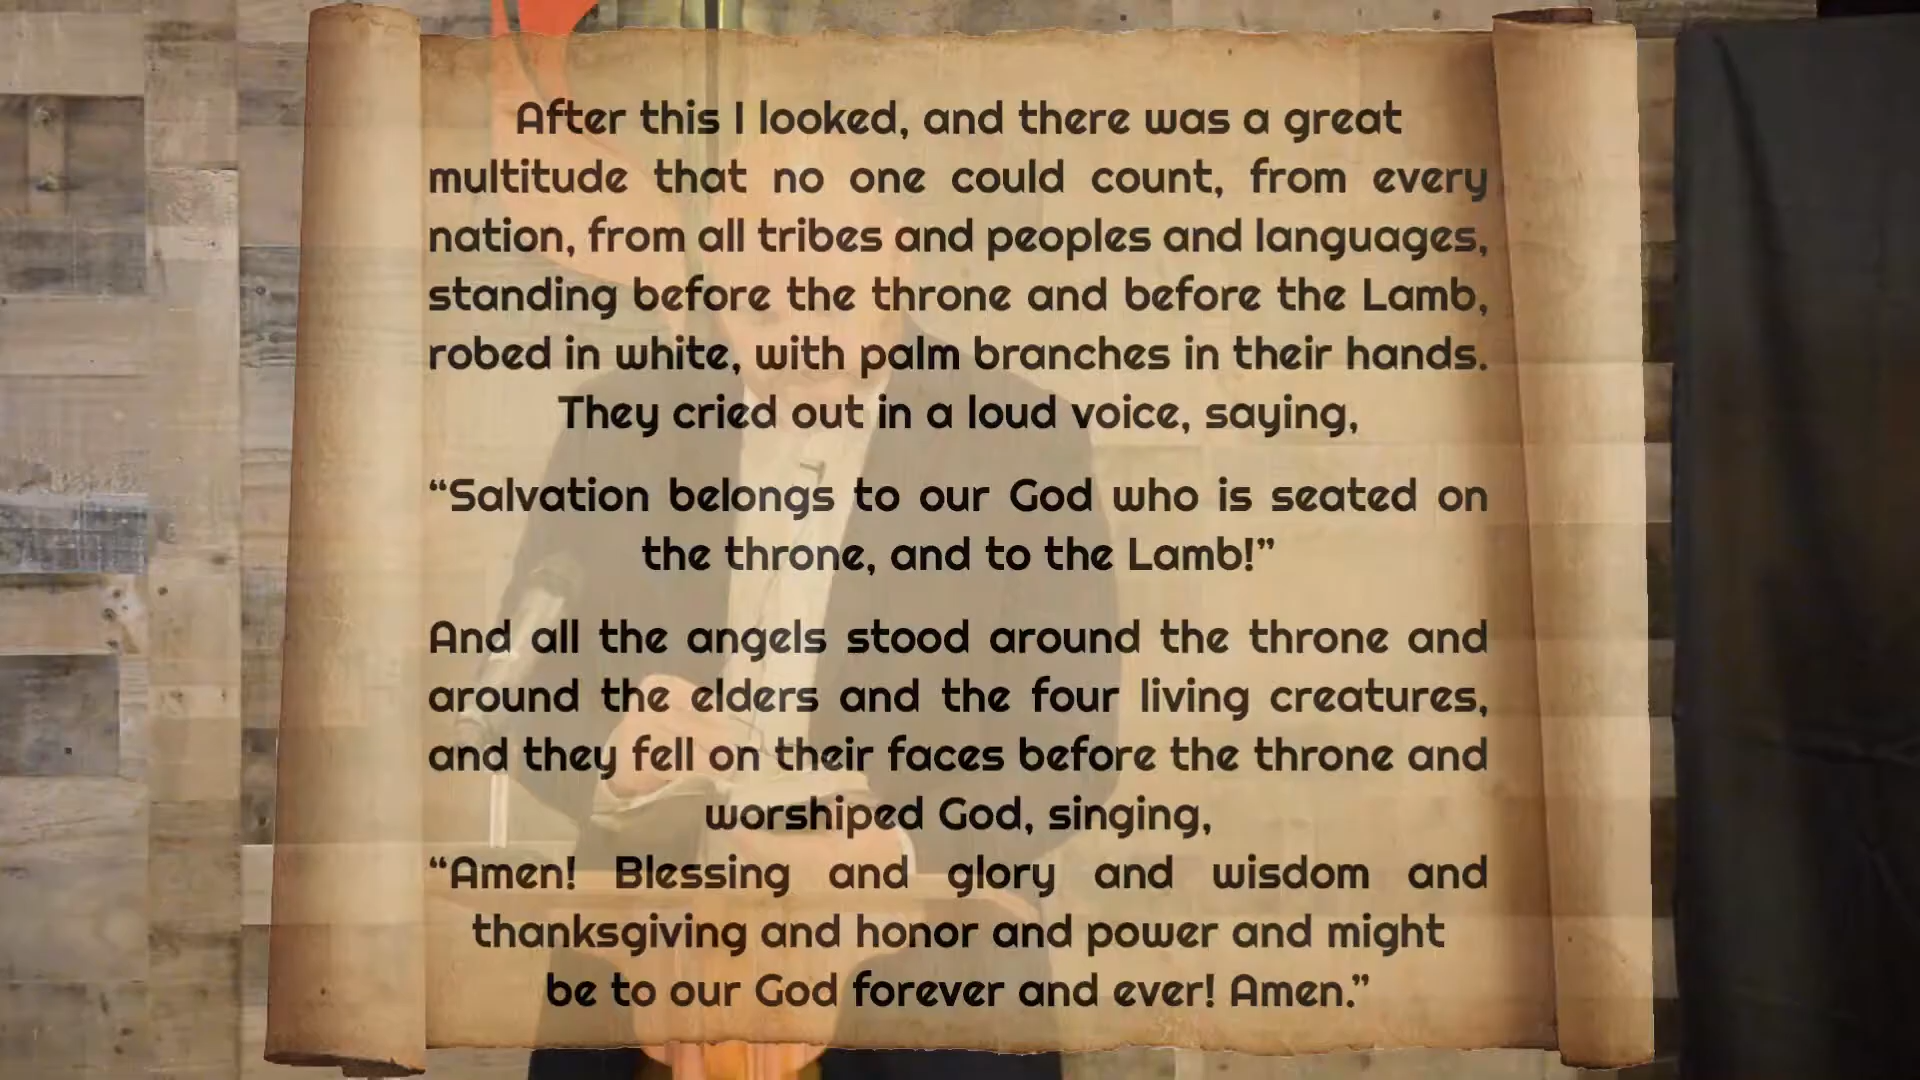 After this I looked, and there was a great
multitude that no one could count, from every
nation, from all tribes and peoples and languages,
standing before the throne and before the Lamb,
robed in white, with palm branches in their hands.
They cried out in a loud voice, saying,
“Salvation belongs to our God who is seated on
the throne, and to the Lamb!”
And all the angels stood around the throne and
around the elders and the four living creatures,
and they fell on their faces before the throne and
worshiped God, singing,
“Amen! Blessing and glory and wisdom and
thanksgiving and honor and power and might
be to our God forever and ever! Amen.”